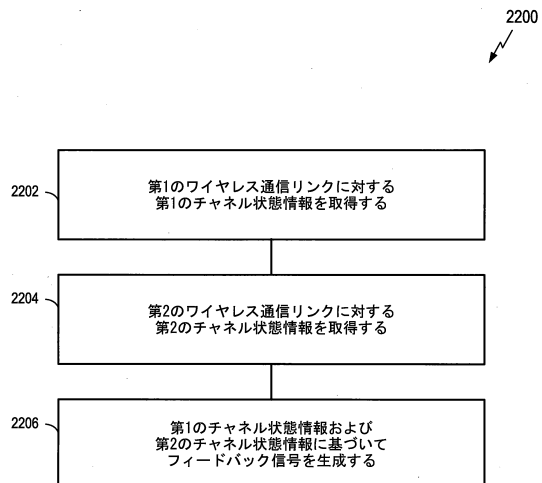 2200
2202
第1のワイヤレス通信リンクに対する
第1のチャネル状態情報を取得する
2204
第2のワイヤレス通信リンクに対する
第2のチャネル状態情報を取得する
2206
第1のチャネル状態情報および
第2のチャネル状態情報に基づいて
フィードバック信号を生成する